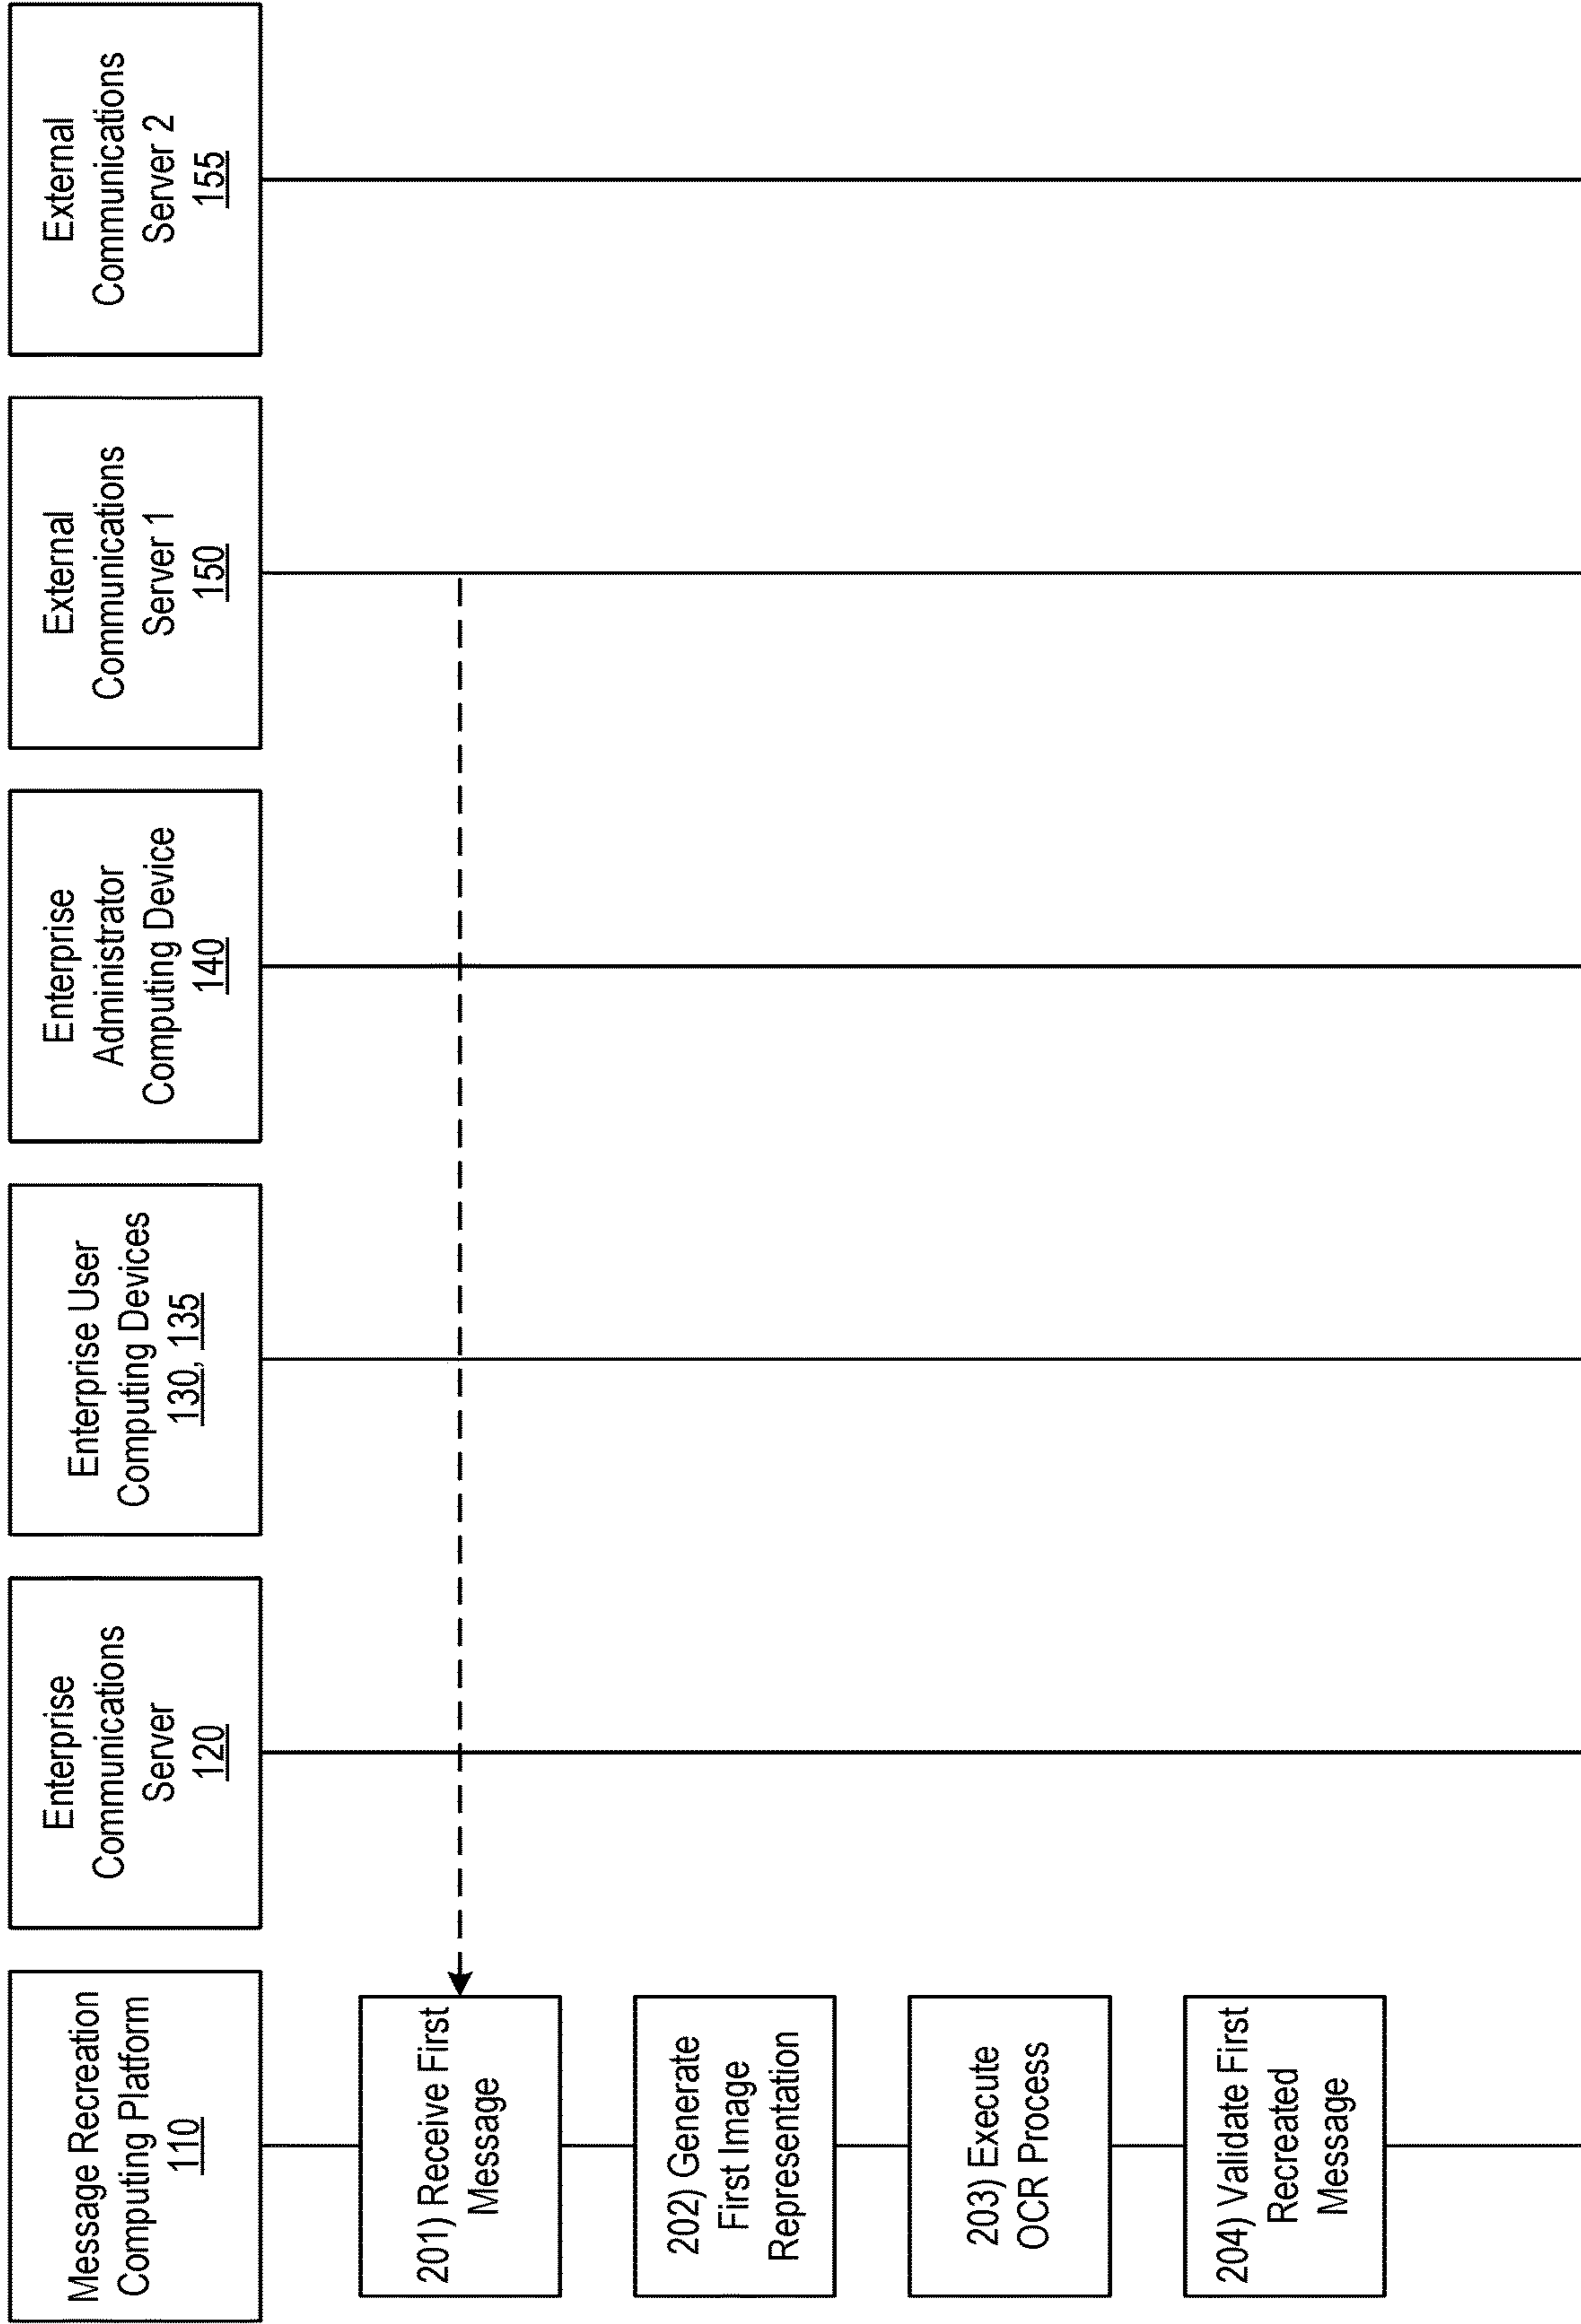 Message Recreation
Computing Platform
110
Enterprise
Communications
Server
120
Enterprise User
Computing Devices
130, 135
Enterprise
Administrator
Computing Device
140
External
Communications
Server 1
150
External
Communications
Server 2
155
201) Receive First
Message
202) Generate
First Image
Representation
203) Execute
OCR Process
204) Validate First
Recreated
Message